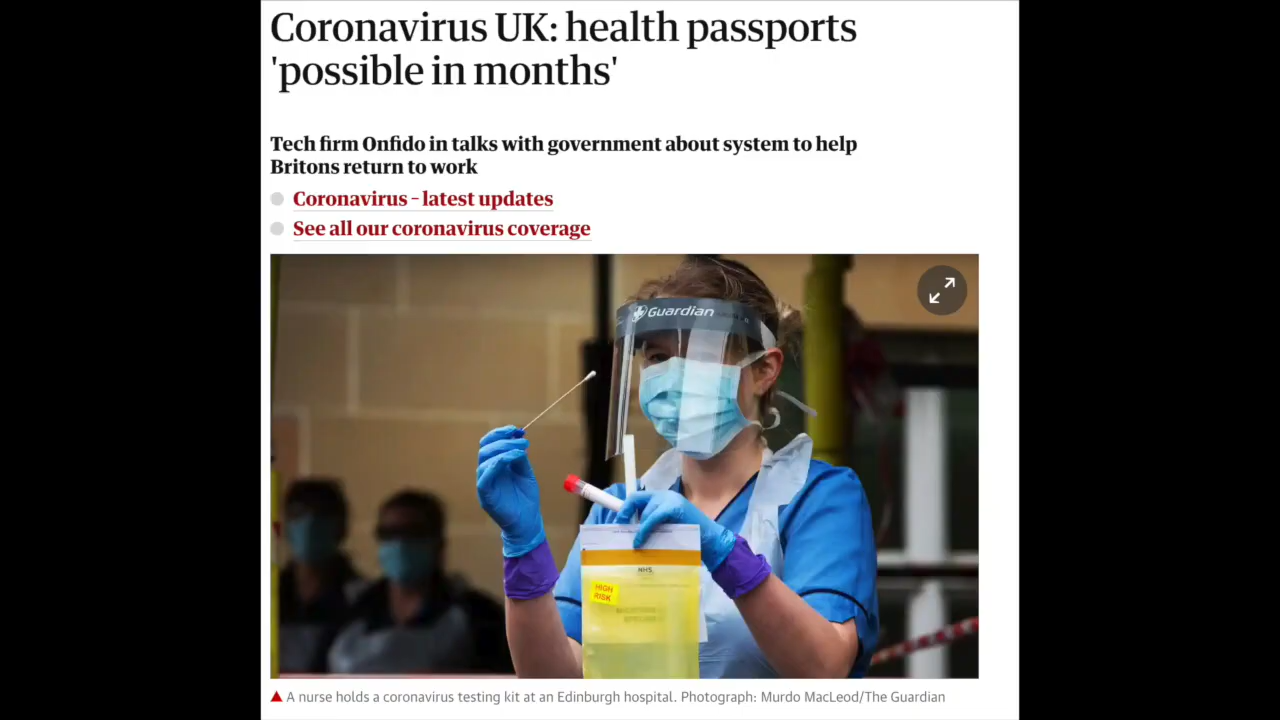 Coronavirus UK: health passports
'possible in months'
Tech firm Onfido in talks with government about system to help
Britons return to work
Coronavirus – latest updates
See all our coronavirus coverage
Guardian
NHS
HIGH
RISK
A nurse holds a coronavirus testing kit at an Edinburgh hospital. Photograph: Murdo MacLeod/The Guardian